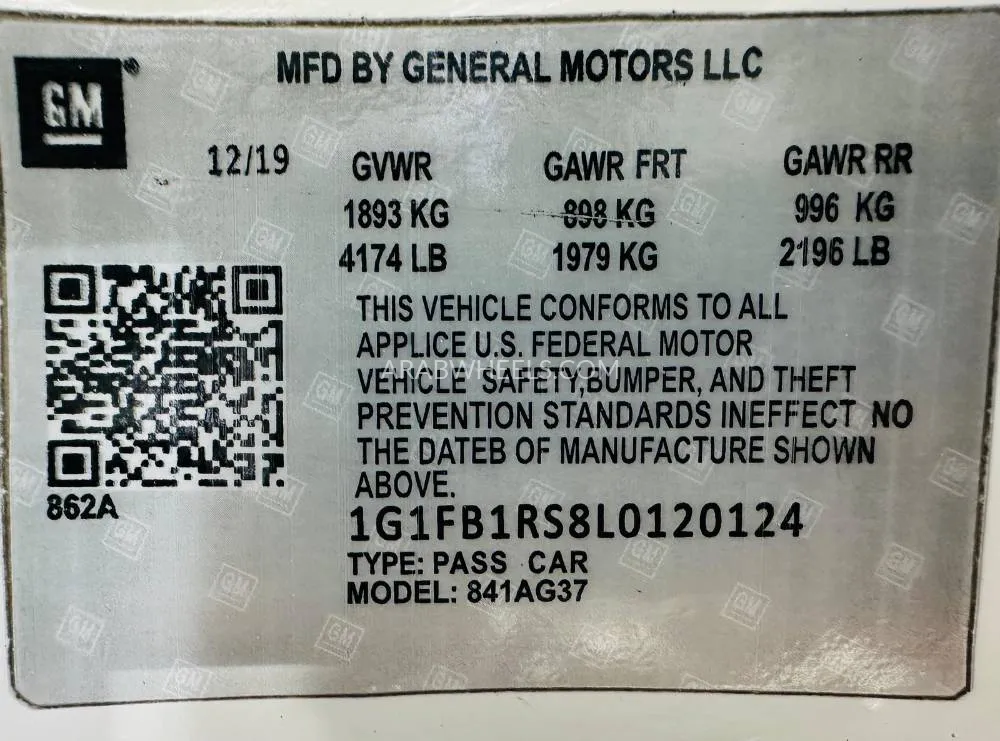 GM
MFD BY GENERAL MOTORS LLC
12/19 GVWR GAWR FRT GAWR RR
1893 KG 898 KG 996 KG
4174 LB 1979 KG 2196 LB
THIS VEHICLE CONFORMS TO ALL
APPLICE U.S. FEDERAL MOTOR
ARABWHEELS.COM
VEHICLE SAFETY,BUMPER, AND THEFT
PREVENTION STANDARDS INEFFECT NO
THE DATEB OF MANUFACTURE SHOWN
ABOVE.
862A
1G1FB1RS8L0120124
TYPE: PASS CAR
MODEL: 841AG37